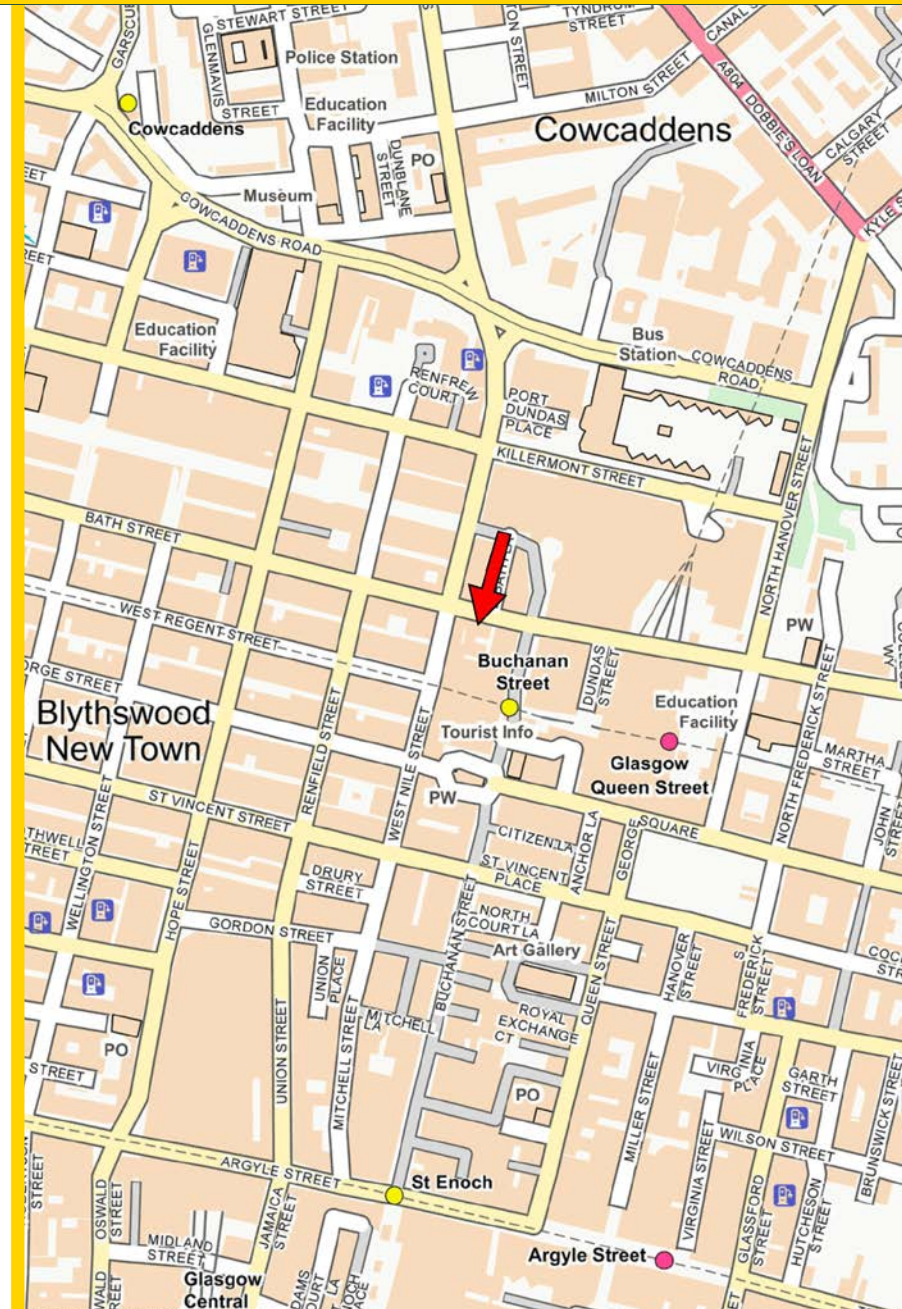 STEWART STREET
TYNDRUM
STREET
CANAL
GARSCUBE
GLENMAVIS
STREET
Police Station
MILTON STREET
A804 DOBBIE'S LOAN
CALGARY
STREET
Education
Facility
Cowcaddens
Cowcaddens
DUNBLANE
STREET
PO
Museum
COWCADDENS ROAD
Education
Facility
Bus
Station
COWCADDENS
ROAD
RENFREW
COURT
PORT
DUNDAS
PLACE
KILLERMONT STREET
NORTH HANOVER STREET
BATH STREET
WEST REGENT STREET
PW
Buchanan
Street
DUNDAS
STREET
Education
Facility
Blythswood
New Town
RENFIELD STREET
WEST NILE STREET
Tourist Info
Glasgow
Queen Street
NORTH FREDERICK STREET
MARTHA
STREET
JOHN
STREET
PW
ST VINCENT STREET
GEORGE
SQUARE
CITIZEN LA
ANCHOR LA
ST VINCENT
PLACE
WELLINGTON STREET
HOPE STREET
DRURY
STREET
GORDON STREET
NORTH
COURT LA
Art Gallery
BUCHANAN STREET
QUEEN STREET
HANOVER
STREET
S
FREDERICK
STREET
UNION
PLACE
MITCHELL
LA
ROYAL
EXCHANGE
CT
PO
UNION STREET
MITCHELL STREET
PO
MILLER STREET
VIRGINIA
PLACE
GARTH
STREET
WILSON STREET
BRUNSWICK STREET
STREET
ARGYLE STREET
St Enoch
VIRGINIA STREET
GLASSFORD
STREET
HUTCHESON
STREET
STREET
OSWALD
STREET
JAMAICA
STREET
MIDLAND
STREET
Argyle Street
Glasgow
Central